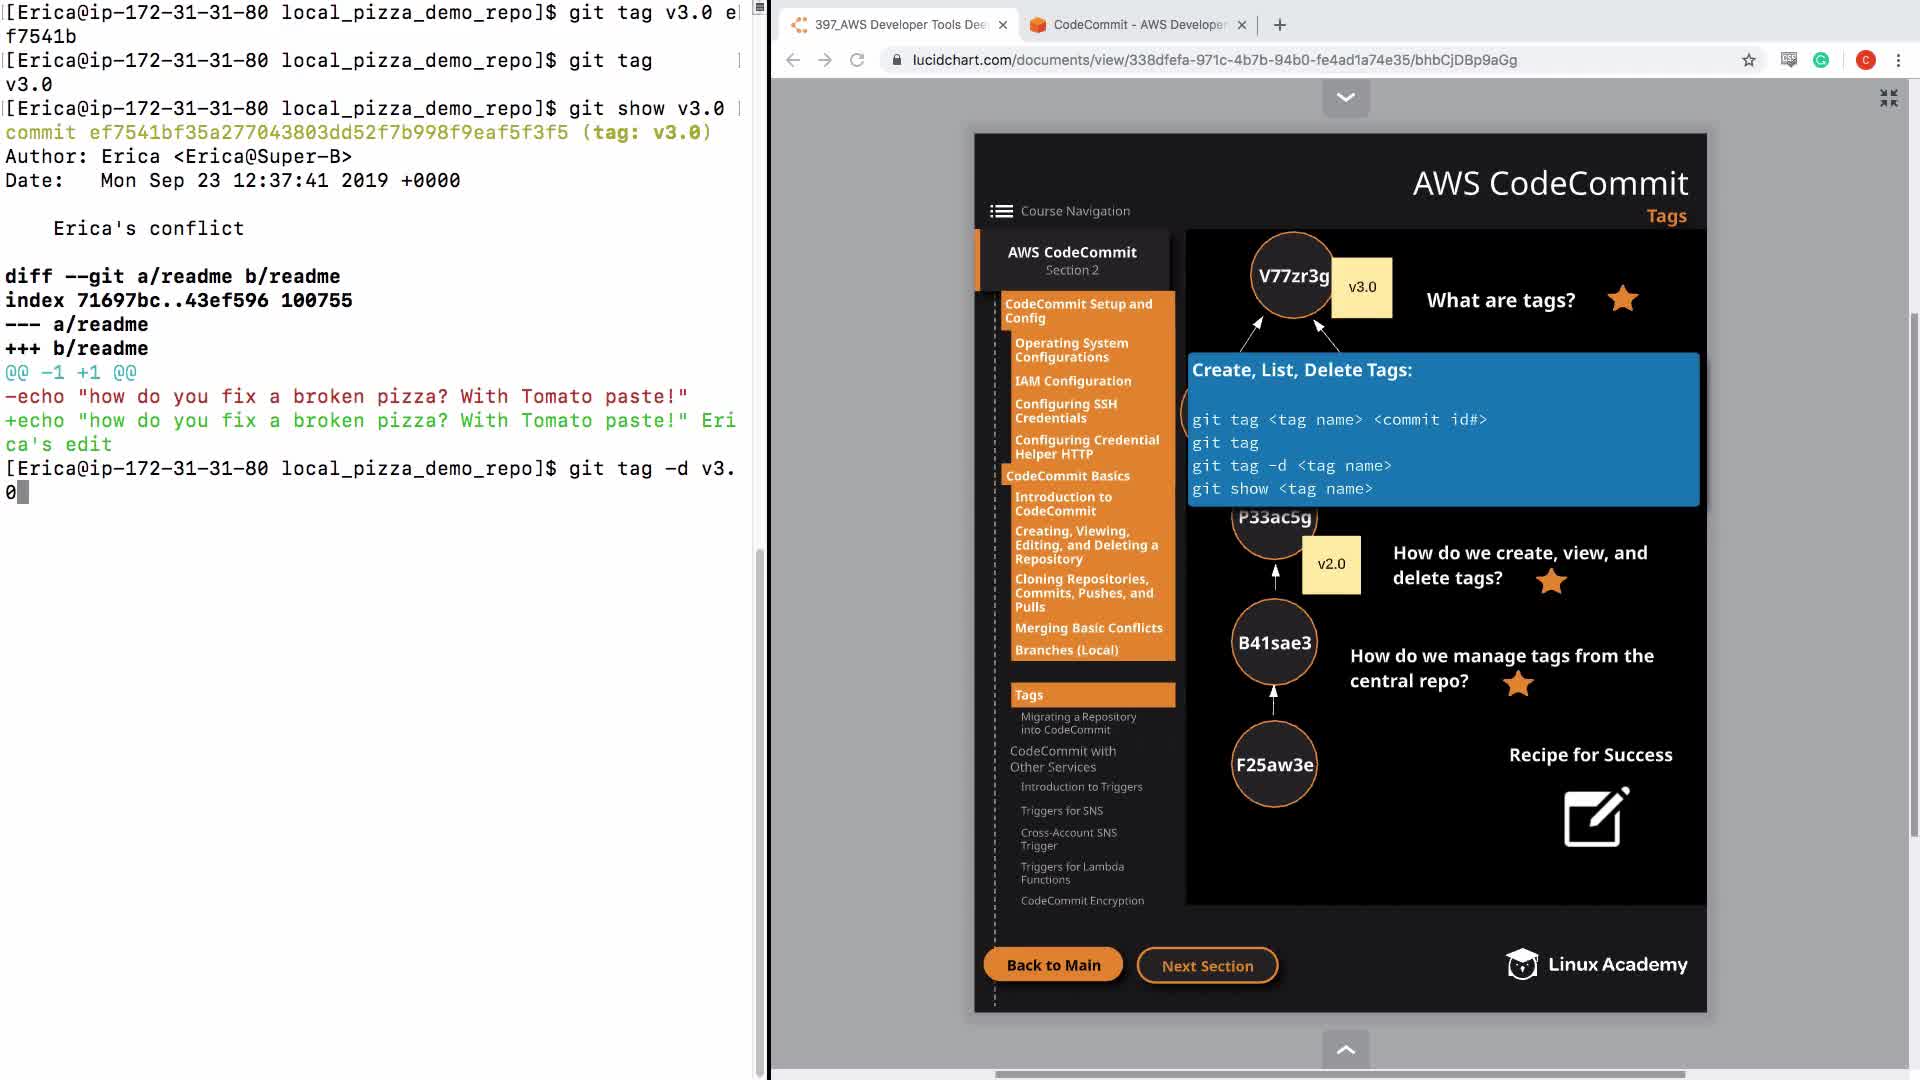 [Erica@ip-172-31-31-80 local_pizza_demo_repo]$ git tag v3.0 e
f7541b
[Erica@ip-172-31-31-80 local_pizza_demo_repo]$ git tag
v3.0
[Erica@ip-172-31-31-80 local_pizza_demo_repo]$ git show v3.0
commit ef7541bf35a277043803dd52f7b998f9eaf5f3f5 (tag: v3.0)
Author: Erica <Erica@Super-B>
Date:   Mon Sep 23 12:37:41 2019 +0000
Erica's conflict
diff --git a/readme b/readme
index 71697bc..43ef596 100755
--- a/readme
+++ b/readme
@@ -1 +1 @@
-echo "how do you fix a broken pizza? With Tomato paste!"
+echo "how do you fix a broken pizza? With Tomato paste!" Eri
ca's edit
[Erica@ip-172-31-31-80 local_pizza_demo_repo]$ git tag -d v3.
0
397_AWS Developer Tools Dee
CodeCommit - AWS Developer
lucidchart.com/documents/view/338dfefa-971c-4b7b-94b0-fe4ad1a74e35/bhbCjDBp9aGg
C
AWS CodeCommit
Tags
Course Navigation
AWS CodeCommit
Section 2
CodeCommit Setup and
Config
Operating System
Configurations
IAM Configuration
Configuring SSH
Credentials
Configuring Credential
Helper HTTP
CodeCommit Basics
Introduction to
CodeCommit
Creating, Viewing,
Editing, and Deleting a
Repository
Cloning Repositories,
Commits, Pushes, and
Pulls
Merging Basic Conflicts
Branches (Local)
Tags
Migrating a Repository
into CodeCommit
CodeCommit with
Other Services
Introduction to Triggers
Triggers for SNS
Cross-Account SNS
Trigger
Triggers for Lambda
Functions
CodeCommit Encryption
V77zr3g
v3.0
What are tags?
Create, List, Delete Tags:
git tag <tag name> <commit id#>
git tag
git tag -d <tag name>
git show <tag name>
P33ac5g
v2.0
How do we create, view, and
delete tags?
B41sae3
How do we manage tags from the
central repo?
F25aw3e
Recipe for Success
Back to Main
Next Section
Linux Academy